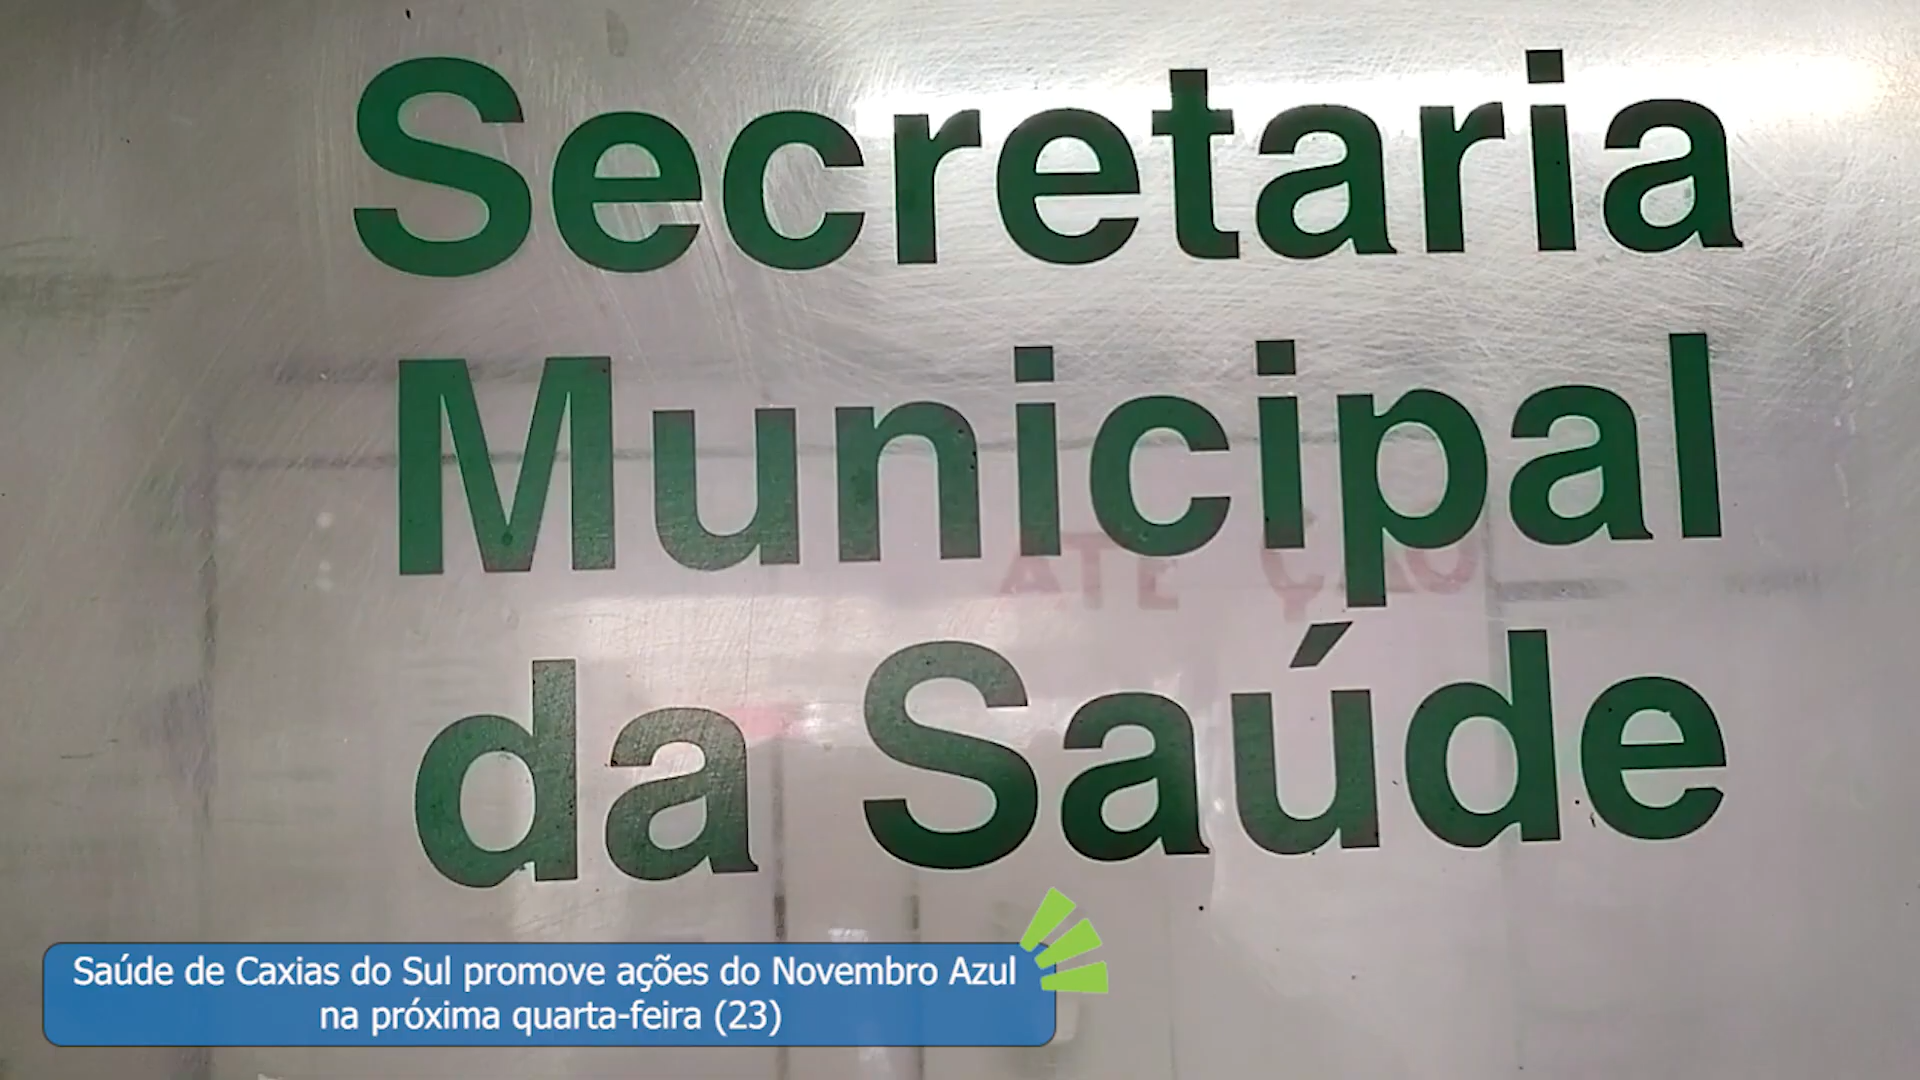 Secretaria
Municipal
da Saúde
Saúde de Caxias do Sul promove ações do Novembro Azul
na próxima quarta-feira (23)